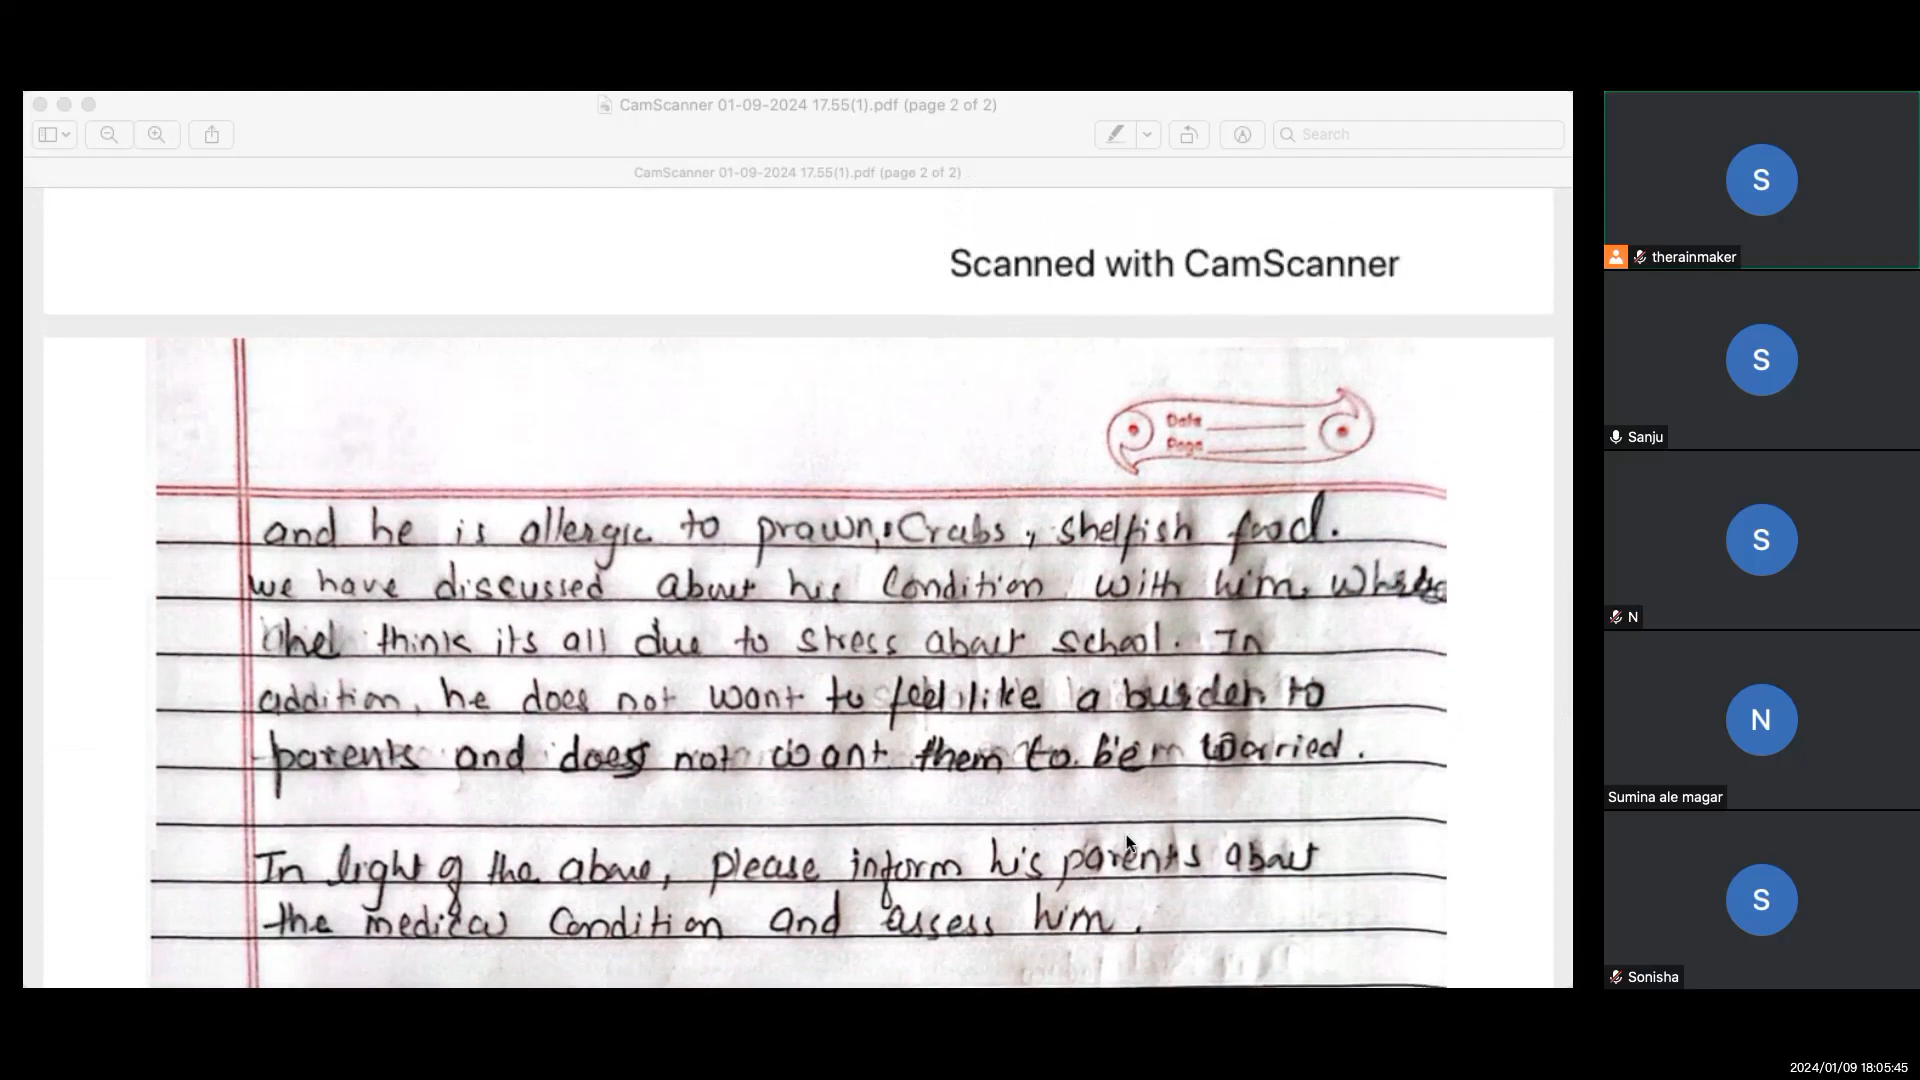 CamScanner 01-09-2024 17.55(1).pdf (page 2 of 2)
Search
CamScanner 01-09-2024 17.55(1).pdf (page 2 of 2)
Scanned with CamScanner
Date
Page
and he is allergic to prawn, Crabs, shelfish food.
we have discussed about his Condition with him.
think its all due to stress about school. In
addition, he does not want to feel like a burden to
parents and does not want them to be worried.
In light of the above, please inform his parents about
the medical Condition and assess him.
S
therainmaker
S
Sanju
S
N
N
Sumina ale magar
S
Sonisha
2024/01/09 18:05:45